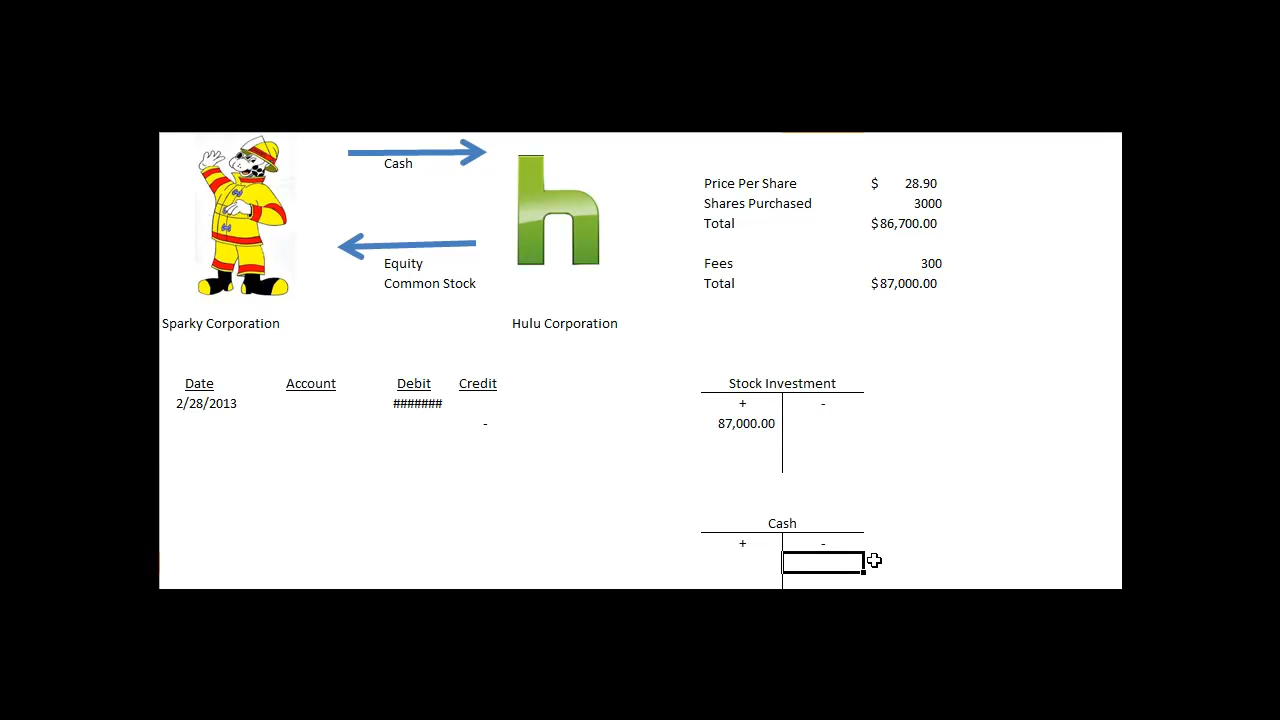 Cash
h
Price Per Share $ 28.90
Shares Purchased 3000
Total $86,700.00
Equity
Fees 300
Common Stock
Total $87,000.00
Sparky Corporation
Hulu Corporation
Date Account Debit Credit
2/28/2013 #######
-
Stock Investment
+ -
87,000.00
Cash
+ -